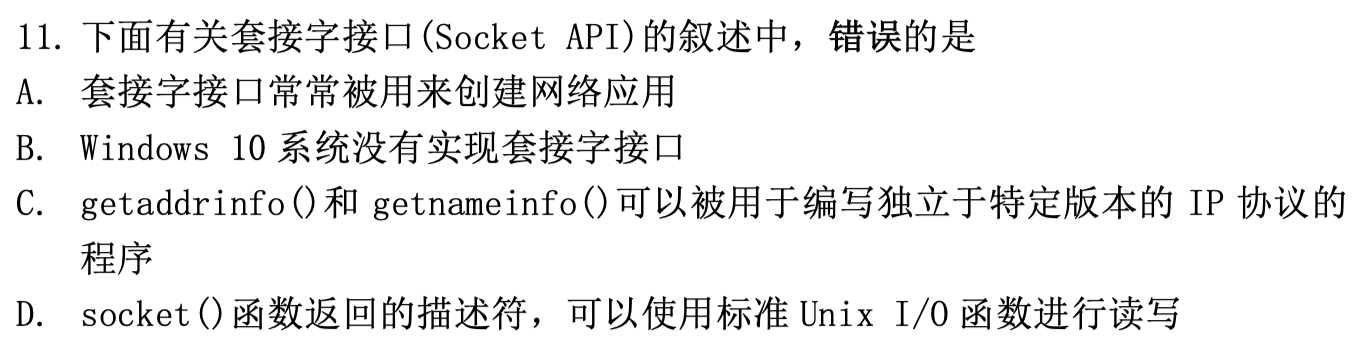 11. 下面有关套接字接口(Socket API)的叙述中，错误的是
A. 套接字接口常常被用来创建网络应用
B. Windows 10 系统没有实现套接字接口
C. getaddrinfo()和 getnameinfo()可以被用于编写独立于特定版本的 IP 协议的
程序
D. socket()函数返回的描述符，可以使用标准 Unix I/O 函数进行读写